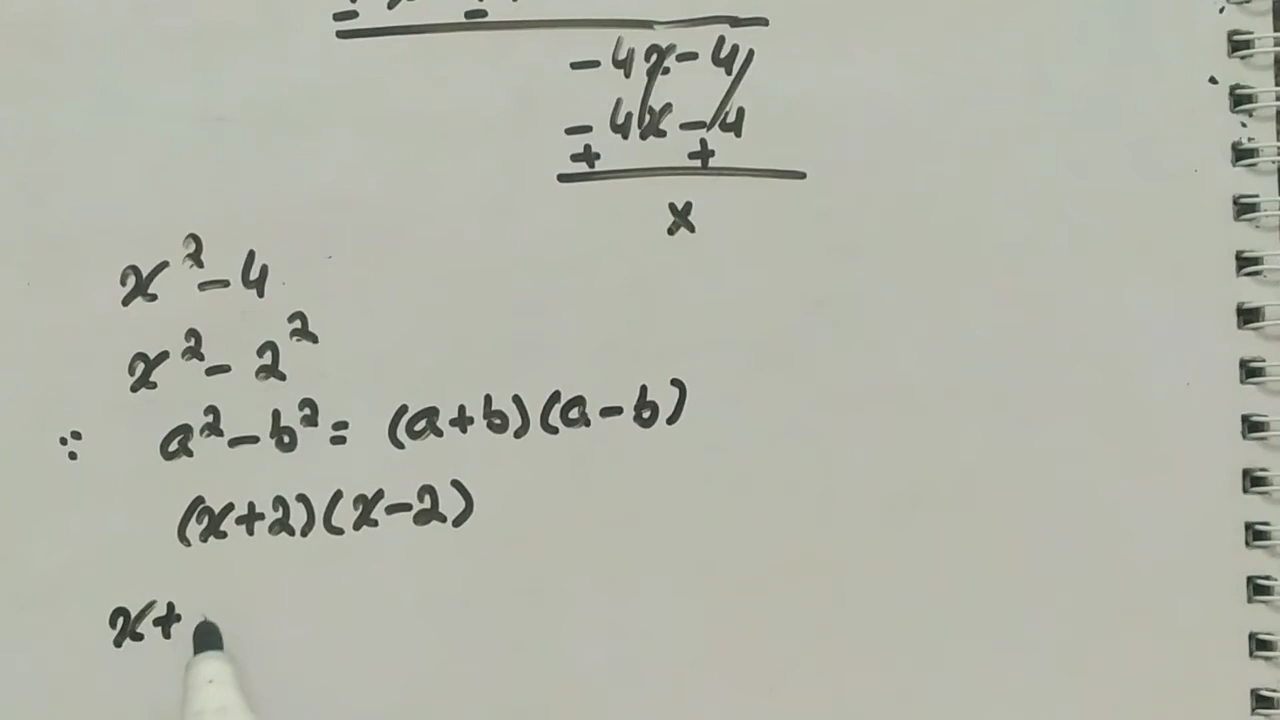 -4x-4
-4x-4
+ +
x
x²-4
x²-2²
∵ a²-b²= (a+b)(a-b)
(x+2)(x-2)
x+